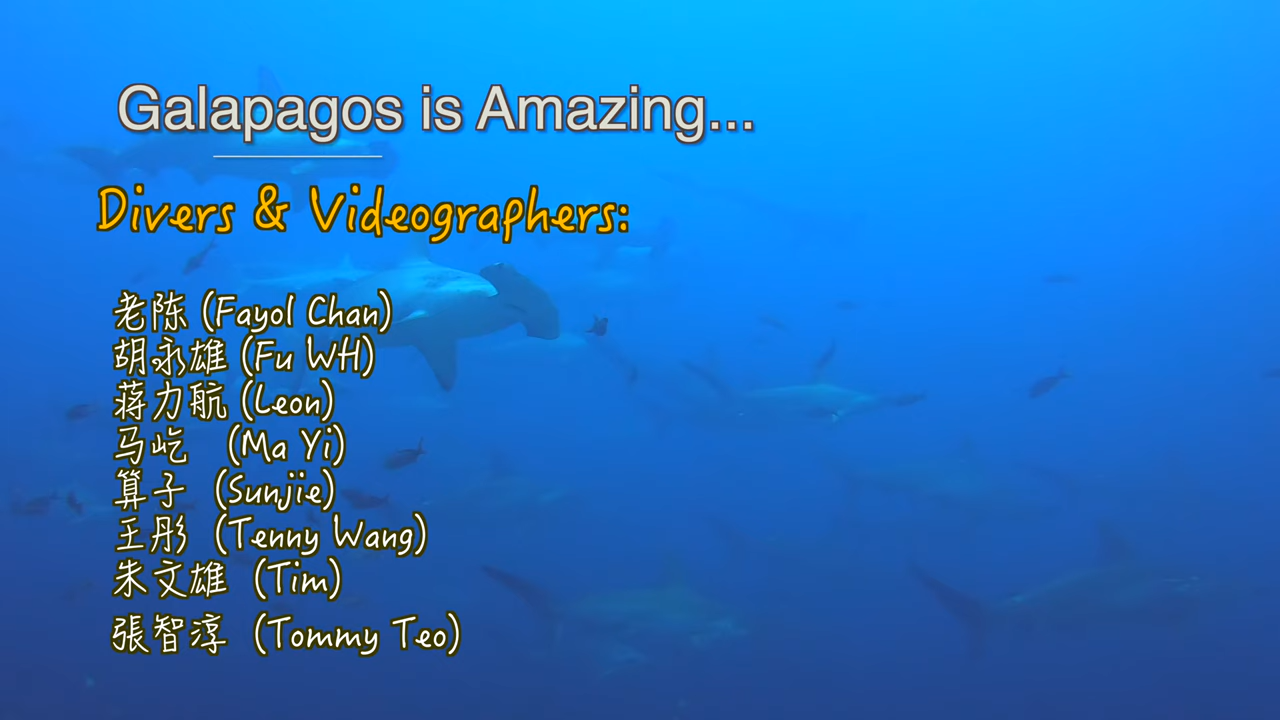 Galapagos is Amazing...
Divers & Videographers:
老陈 (Fayol Chan)
胡永雄 (Fu WH)
蒋力航 (Leon)
马屹 (Ma Yi)
算子 (Sunjie)
王彤 (Tenny Wang)
朱文雄 (Tim)
張智淳 (Tommy Teo)